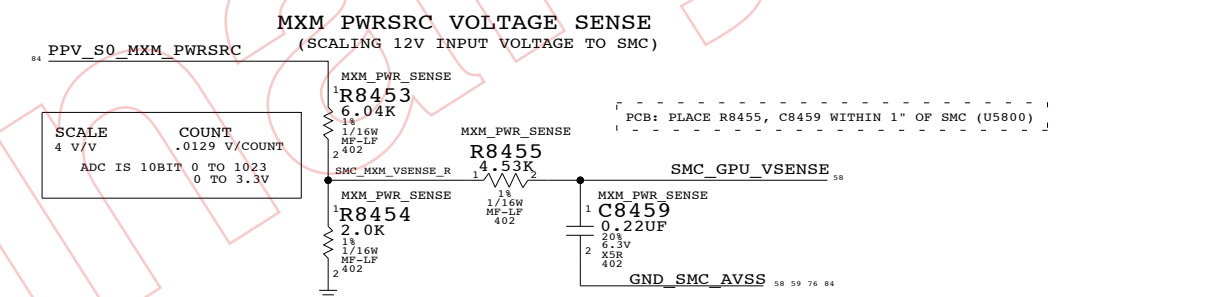 MXM PWRSRC VOLTAGE SENSE
(SCALING 12V INPUT VOLTAGE TO SMC)
84 PPV_S0_MXM_PWRSRC
MXM_PWR_SENSE
1
R8453
6.04K
1%
1/16W
MF-LF
402
2
SCALE COUNT
4 V/V .0129 V/COUNT
ADC IS 10BIT 0 TO 1023
0 TO 3.3V
PCB: PLACE R8455, C8459 WITHIN 1" OF SMC (U5800)
MXM_PWR_SENSE
R8455
4.53K
1 2
1%
1/16W
MF-LF
402
SMC_MXM_VSENSE_R
SMC_GPU_VSENSE 58
MXM_PWR_SENSE
1
R8454
2.0K
1%
1/16W
MF-LF
402
2
MXM_PWR_SENSE
1
C8459
0.22UF
20%
6.3V
X5R
402
2
GND_SMC_AVSS 58 59 76 84